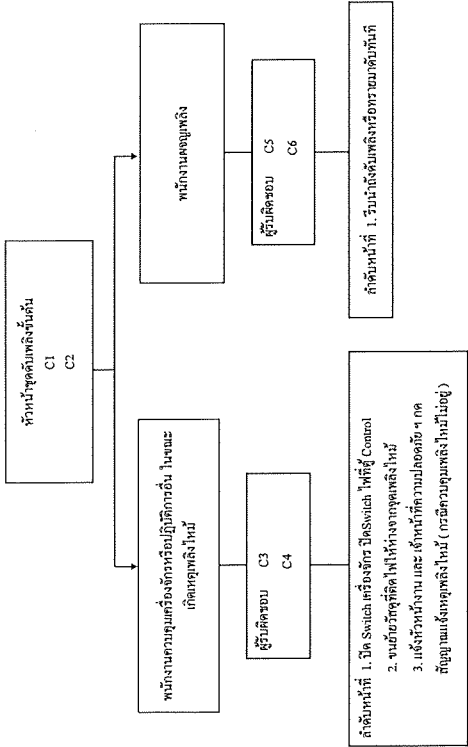 หัวหน้าชุดดับเพลิงขั้นต้น
C1
C2
พนักงานควบคุมเครื่องจักรหรือปฏิบัติการอื่น ในขณะ
เกิดเหตุเพลิงไหม้
ผู้รับผิดชอบ C3
C4
ลำดับหน้าที่ 1. ปิด Switch เครื่องจักร ปิดSwitch ไฟที่ตู้ Control
2. ขนย้ายวัสดุที่ติดไฟให้ห่างจากจุดเพลิงไหม้
3. แจ้งหัวหน้างาน และ เจ้าหน้าที่ความปลอดภัย ฯ กด
สัญญาณแจ้งเหตุเพลิงไหม้ ( กรณีควบคุมเพลิงไหม้ไม่อยู่ )
พนักงานผจญเพลิง
ผู้รับผิดชอบ C5
C6
ลำดับหน้าที่ 1. รีบนำถังดับเพลิงหรือทรายมาดับทันที